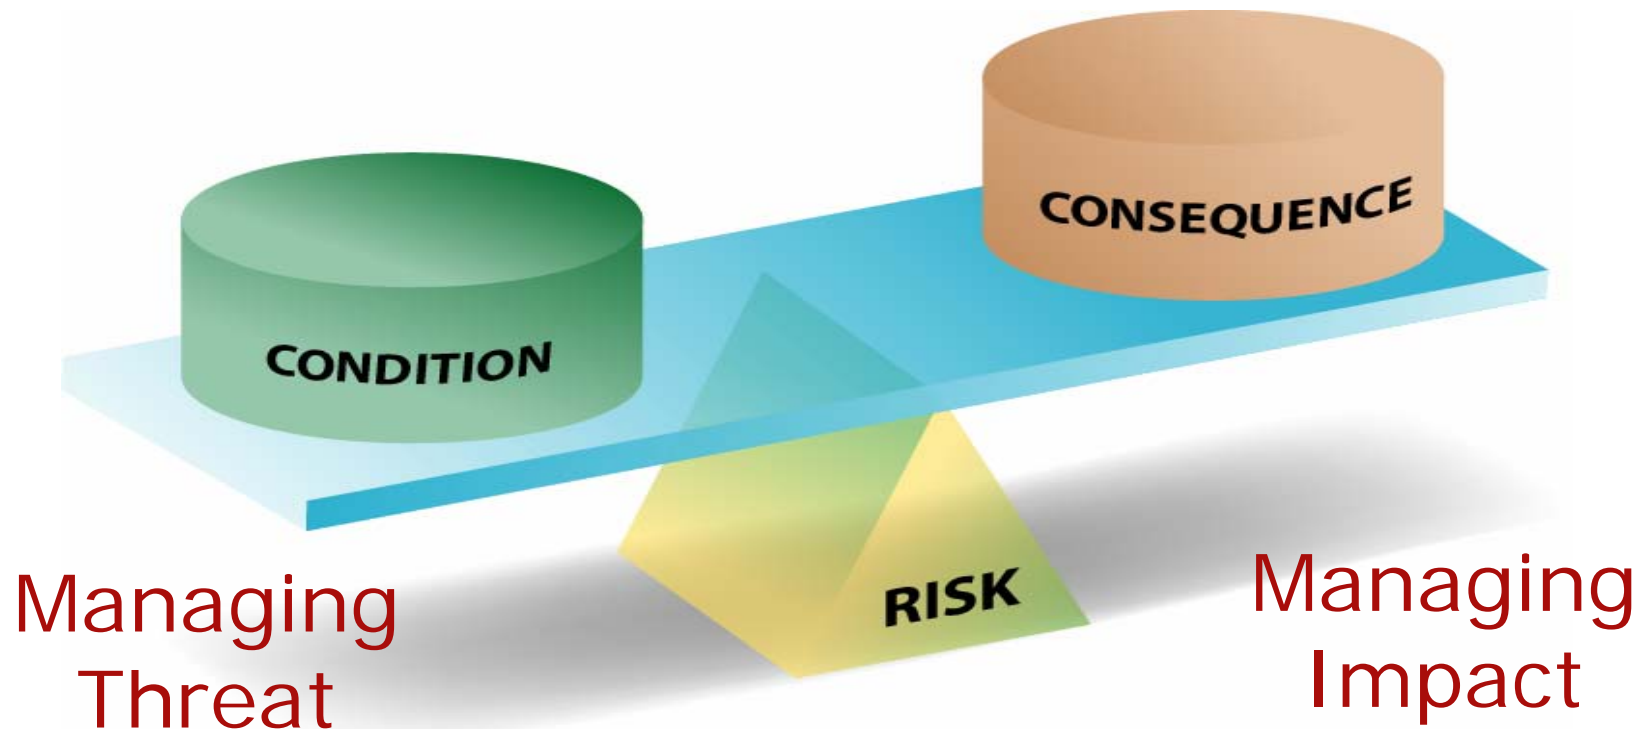 CONSEQUENCE
CONDITION
RISK
Managing
Threat
Managing
Impact